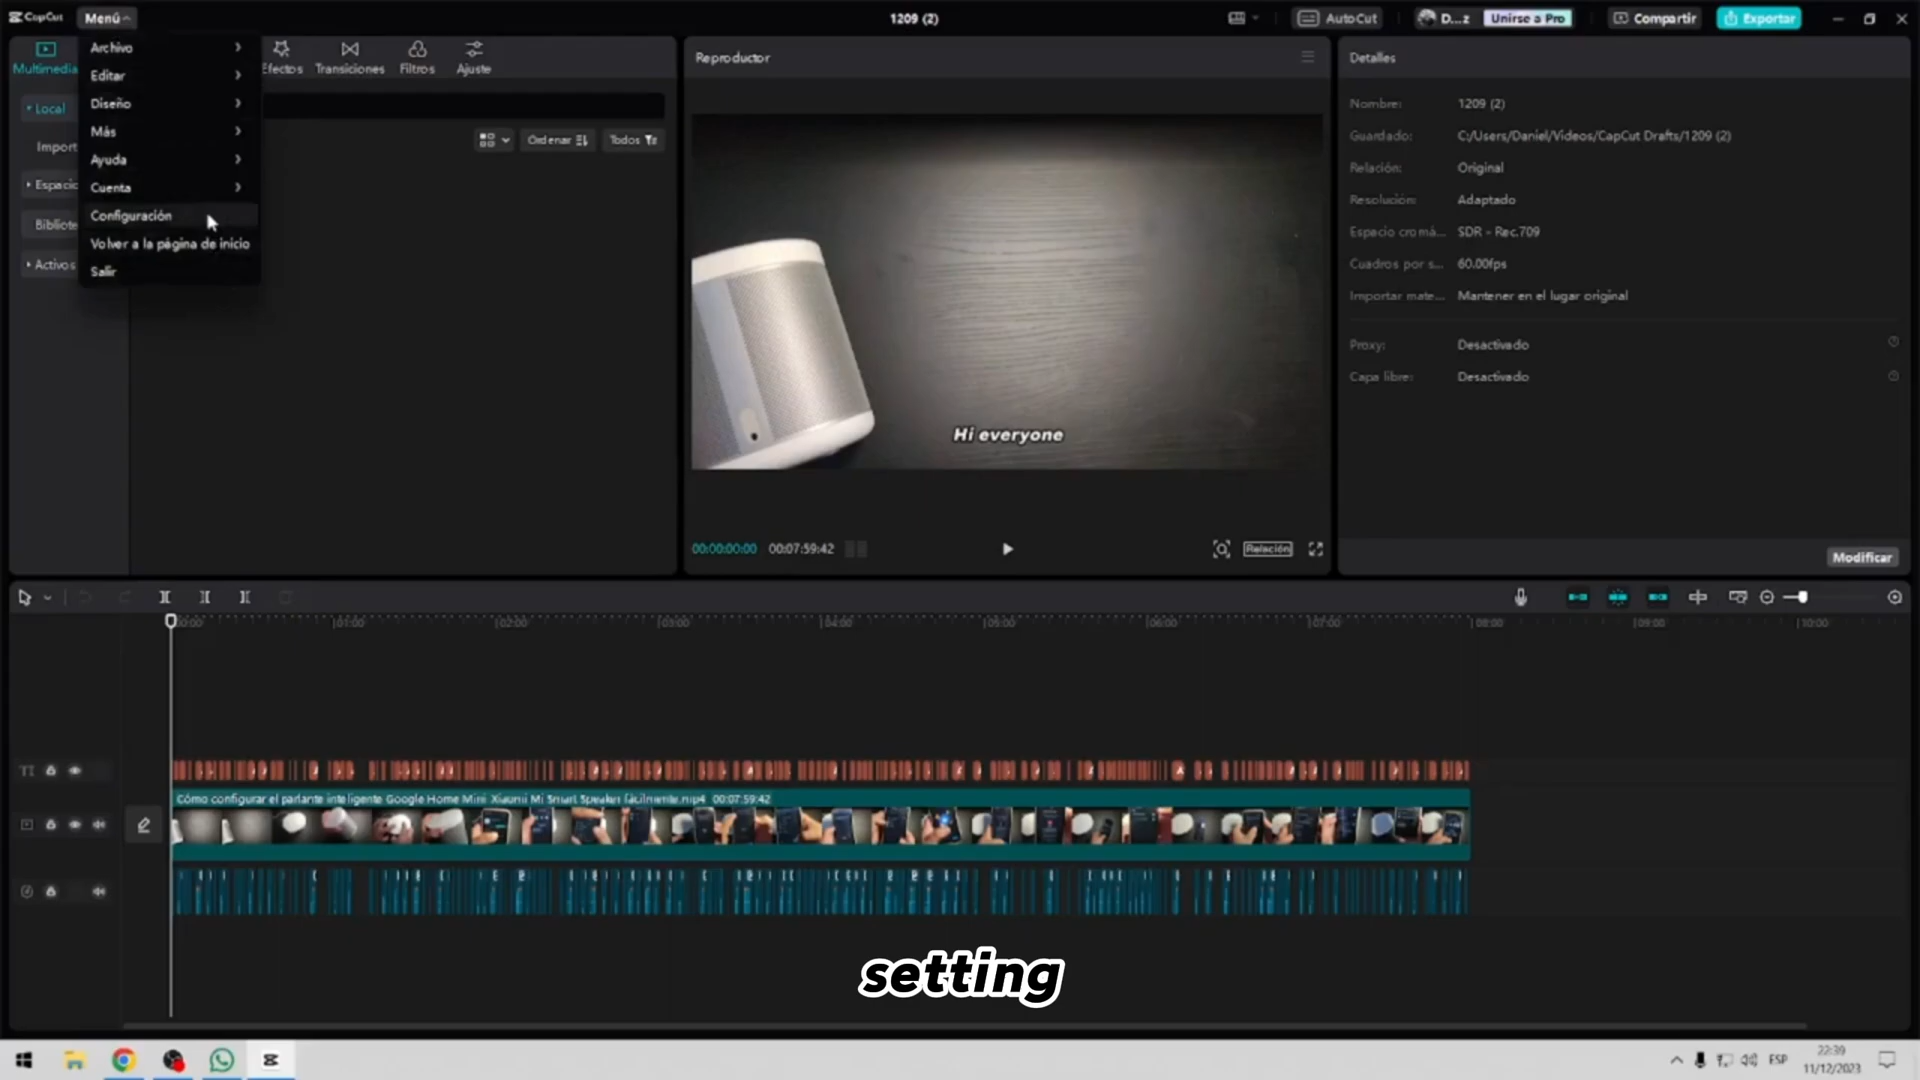 CapCut
Menú
1209 (2)
AutoCut
D...z
Unirse a Pro
Compartir
Exportar
Multimedia
Efectos
Transiciones
Filtros
Ajuste
Archivo
Editar
Diseño
Más
Ayuda
Cuenta
Configuración
Volver a la página de inicio
Salir
Local
Import
Espacio
Bibliote
Activos
Ordenar
Todos
Reproductor
Hi everyone
00:00:00:00 00:07:59:42
Relación
Detalles
Nombre: 1209 (2)
Guardado: C:/Users/Daniel/Videos/CapCut Drafts/1209 (2)
Relación: Original
Resolución: Adaptado
Espacio cromá... SDR - Rec.709
Cuadros por s... 60.00fps
Importar mate... Mantener en el lugar original
Proxy: Desactivado
Capa libre: Desactivado
Modificar
00:00 01:00 02:00 03:00 04:00 05:00 06:00 07:00 08:00 09:00 10:00
Cómo configurar el parlante inteligente Google Home Mini Xiaomi Mi Smart Speaker fácilmente.mp4 00:07:59:42
setting
ESP
22:39
11/12/2023